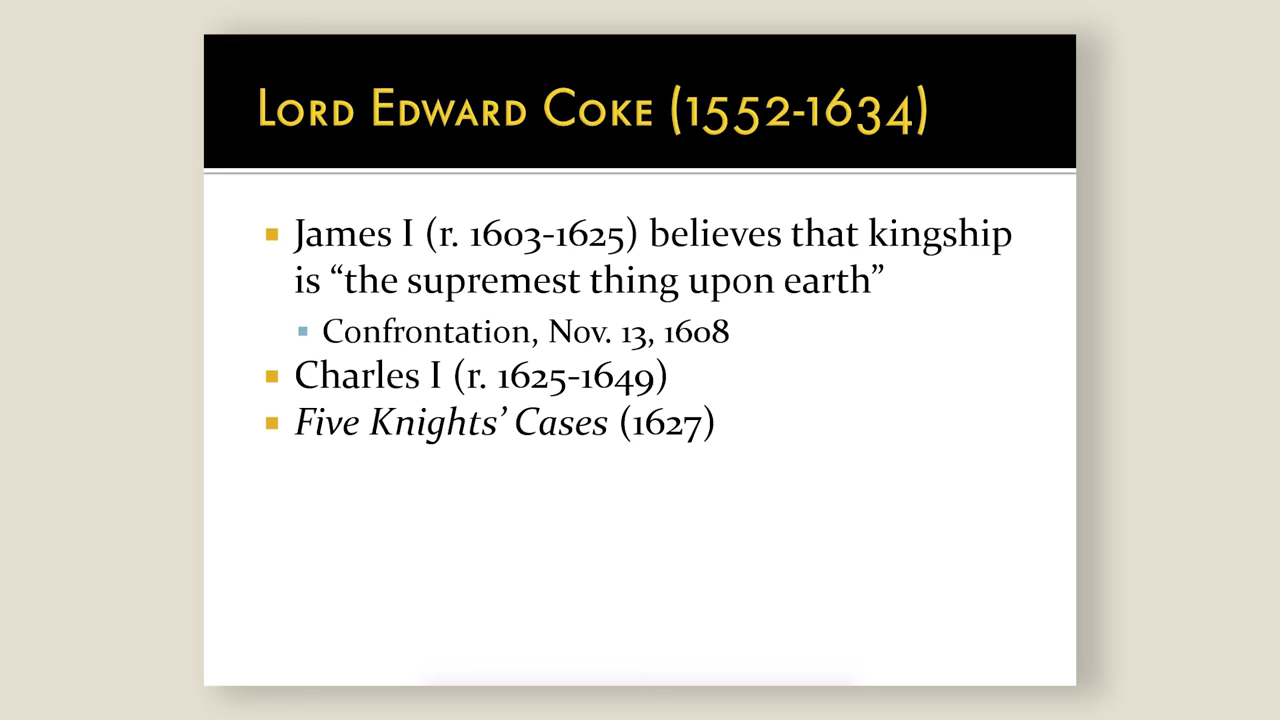 Lord Edward Coke (1552-1634)
James I (r. 1603-1625) believes that kingship
is “the supremest thing upon earth”
Confrontation, Nov. 13, 1608
Charles I (r. 1625-1649)
Five Knights’ Cases (1627)